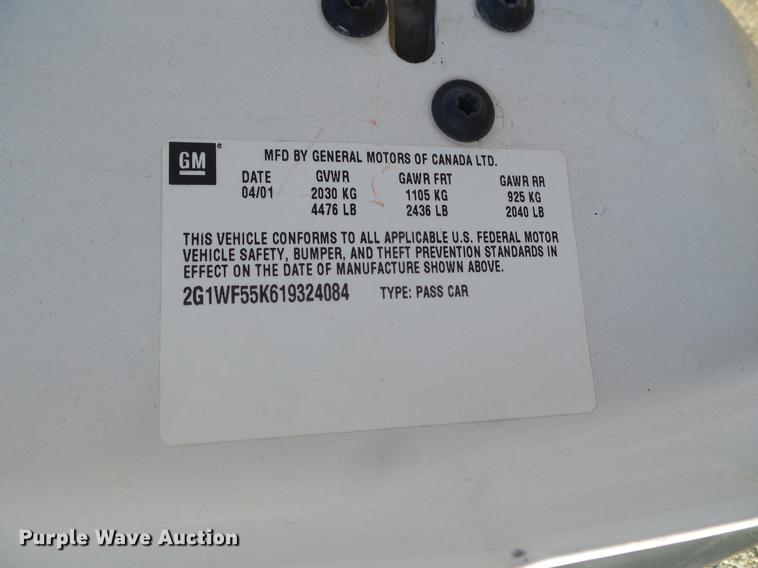 GM ®
MFD BY GENERAL MOTORS OF CANADA LTD.
DATE GVWR GAWR FRT GAWR RR
04/01 2030 KG 1105 KG 925 KG
4476 LB 2436 LB 2040 LB
THIS VEHICLE CONFORMS TO ALL APPLICABLE U.S. FEDERAL MOTOR
VEHICLE SAFETY, BUMPER, AND THEFT PREVENTION STANDARDS IN
EFFECT ON THE DATE OF MANUFACTURE SHOWN ABOVE.
2G1WF55K619324084 TYPE: PASS CAR
Purple Wave Auction